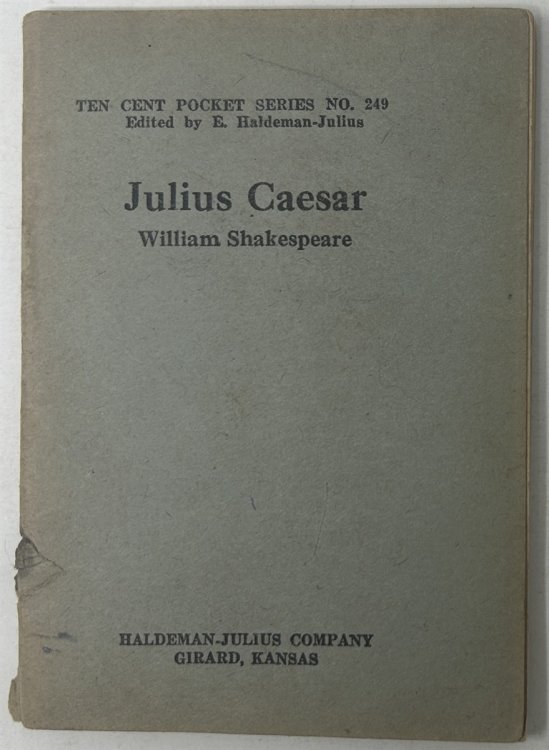 TEN CENT POCKET SERIES NO. 249
Edited by E. Haldeman-Julius
Julius Caesar
William Shakespeare
HALDEMAN-JULIUS COMPANY
GIRARD, KANSAS